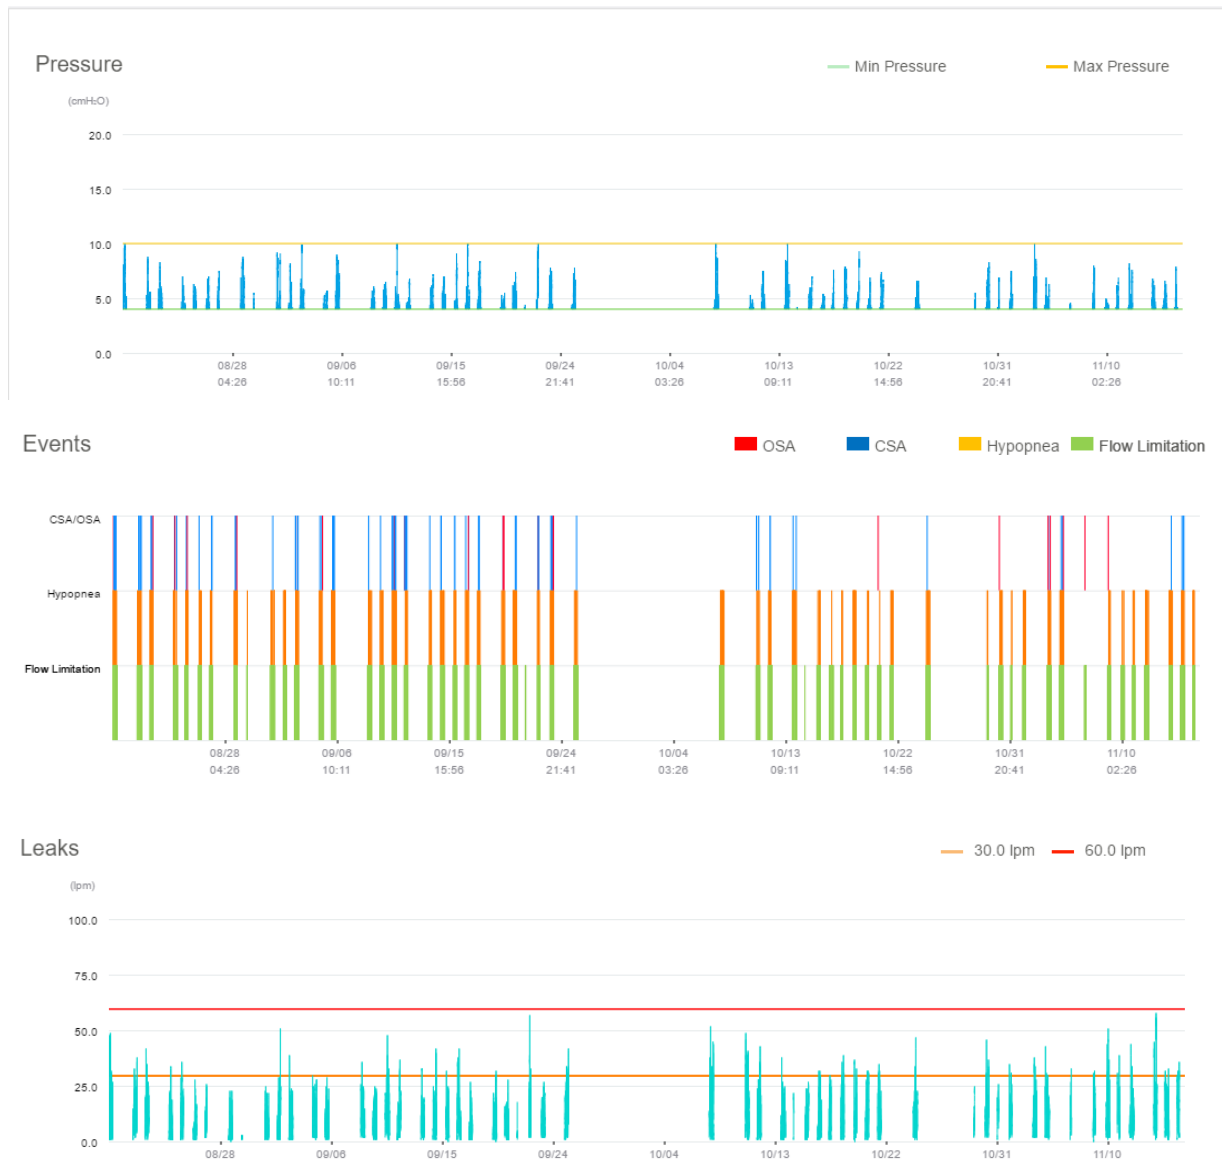 Pressure
Min Pressure
Max Pressure
(cmH₂O)
20.0
15.0
10.0
5.0
0.0
08/28 09/06 09/15 09/24 10/04 10/13 10/22 10/31 11/10
04:26 10:11 15:56 21:41 03:26 09:11 14:56 20:41 02:26
Events
OSA
CSA
Hypopnea
Flow Limitation
CSA/OSA
Hypopnea
Flow Limitation
08/28 09/06 09/15 09/24 10/04 10/13 10/22 10/31 11/10
04:26 10:11 15:56 21:41 03:26 09:11 14:56 20:41 02:26
Leaks
30.0 lpm
60.0 lpm
(lpm)
100.0
75.0
50.0
25.0
0.0
08/28 09/06 09/15 09/24 10/04 10/13 10/22 10/31 11/10